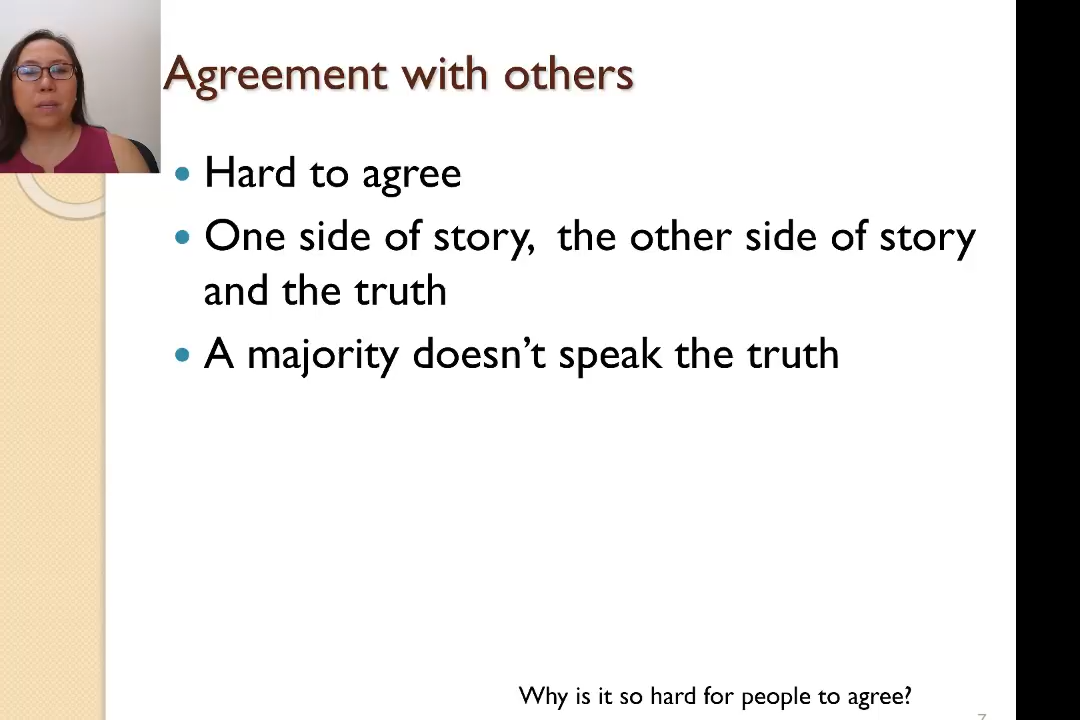 Agreement with others
Hard to agree
One side of story, the other side of story
and the truth
A majority doesn't speak the truth
Why is it so hard for people to agree?